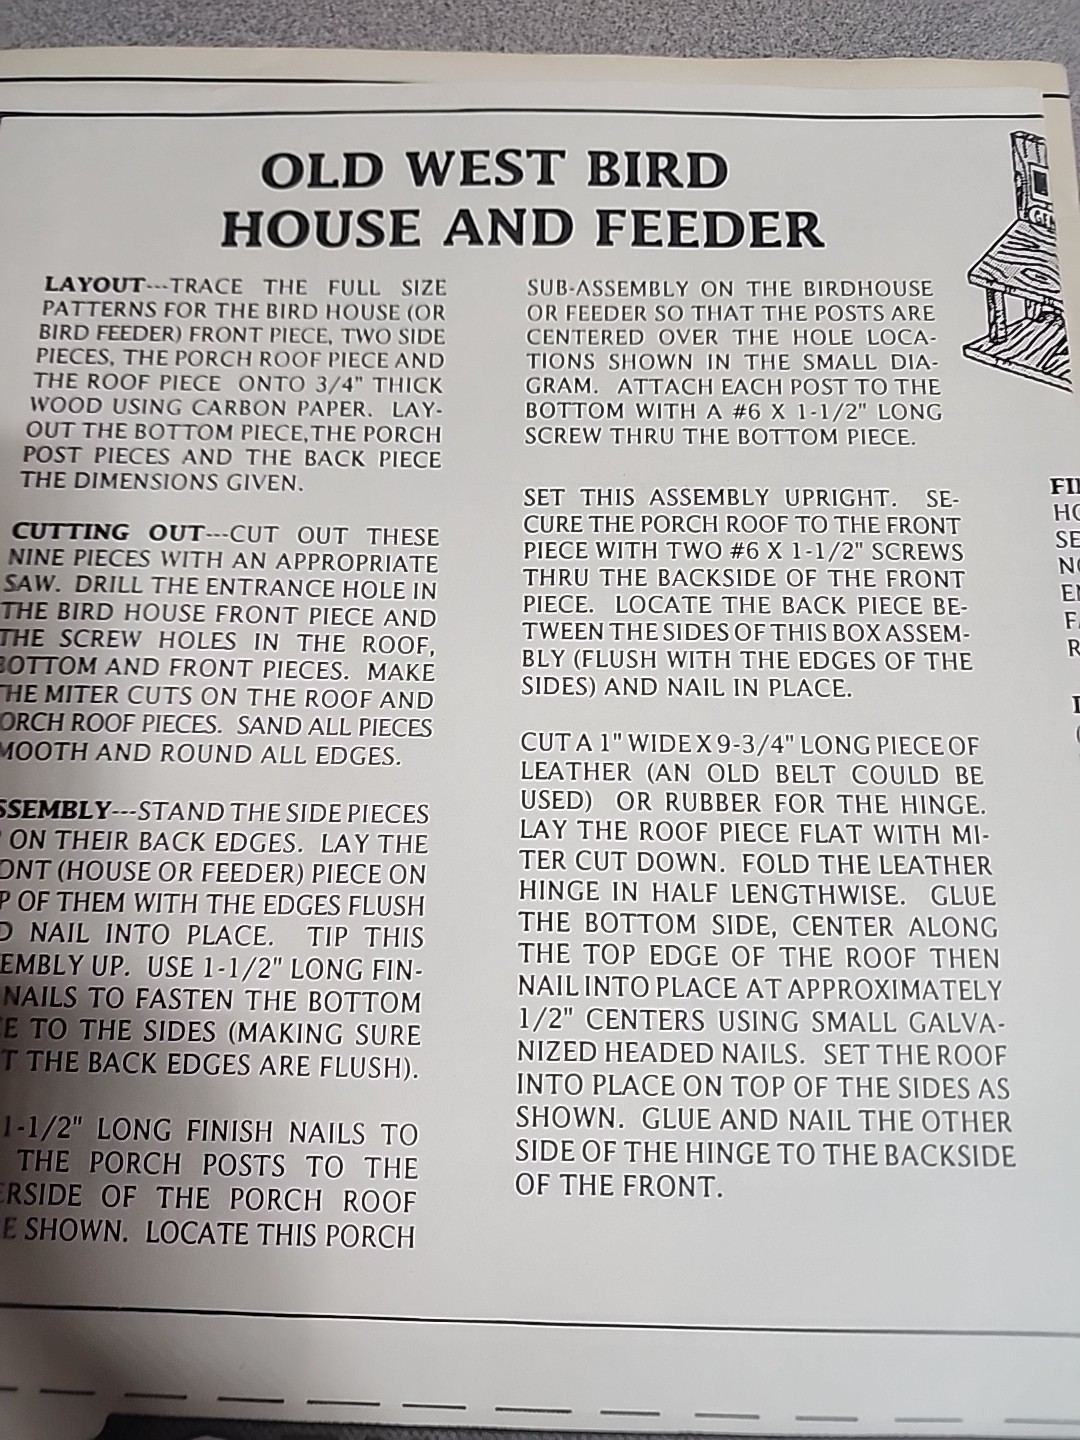 OLD WEST BIRD
HOUSE AND FEEDER
LAYOUT---TRACE THE FULL SIZE
PATTERNS FOR THE BIRD HOUSE (OR
BIRD FEEDER) FRONT PIECE, TWO SIDE
PIECES, THE PORCH ROOF PIECE AND
THE ROOF PIECE ONTO 3/4" THICK
WOOD USING CARBON PAPER. LAY-
OUT THE BOTTOM PIECE, THE PORCH
POST PIECES AND THE BACK PIECE
THE DIMENSIONS GIVEN.
CUTTING OUT---CUT OUT THESE
NINE PIECES WITH AN APPROPRIATE
SAW. DRILL THE ENTRANCE HOLE IN
THE BIRD HOUSE FRONT PIECE AND
THE SCREW HOLES IN THE ROOF,
BOTTOM AND FRONT PIECES. MAKE
THE MITER CUTS ON THE ROOF AND
ORCH ROOF PIECES. SAND ALL PIECES
MOOTH AND ROUND ALL EDGES.
SSEMBLY---STAND THE SIDE PIECES
ON THEIR BACK EDGES. LAY THE
ONT (HOUSE OR FEEDER) PIECE ON
P OF THEM WITH THE EDGES FLUSH
D NAIL INTO PLACE. TIP THIS
EMBLY UP. USE 1-1/2" LONG FIN-
NAILS TO FASTEN THE BOTTOM
E TO THE SIDES (MAKING SURE
T THE BACK EDGES ARE FLUSH).
1-1/2" LONG FINISH NAILS TO
THE PORCH POSTS TO THE
ERSIDE OF THE PORCH ROOF
E SHOWN. LOCATE THIS PORCH
SUB-ASSEMBLY ON THE BIRDHOUSE
OR FEEDER SO THAT THE POSTS ARE
CENTERED OVER THE HOLE LOCA-
TIONS SHOWN IN THE SMALL DIA-
GRAM. ATTACH EACH POST TO THE
BOTTOM WITH A #6 X 1-1/2" LONG
SCREW THRU THE BOTTOM PIECE.
SET THIS ASSEMBLY UPRIGHT. SE-
CURE THE PORCH ROOF TO THE FRONT
PIECE WITH TWO #6 X 1-1/2" SCREWS
THRU THE BACKSIDE OF THE FRONT
PIECE. LOCATE THE BACK PIECE BE-
TWEEN THE SIDES OF THIS BOX ASSEM-
BLY (FLUSH WITH THE EDGES OF THE
SIDES) AND NAIL IN PLACE.
CUT A 1" WIDE X 9-3/4" LONG PIECE OF
LEATHER (AN OLD BELT COULD BE
USED) OR RUBBER FOR THE HINGE.
LAY THE ROOF PIECE FLAT WITH MI-
TER CUT DOWN. FOLD THE LEATHER
HINGE IN HALF LENGTHWISE. GLUE
THE BOTTOM SIDE, CENTER ALONG
THE TOP EDGE OF THE ROOF THEN
NAIL INTO PLACE AT APPROXIMATELY
1/2" CENTERS USING SMALL GALVA-
NIZED HEADED NAILS. SET THE ROOF
INTO PLACE ON TOP OF THE SIDES AS
SHOWN. GLUE AND NAIL THE OTHER
SIDE OF THE HINGE TO THE BACKSIDE
OF THE FRONT.